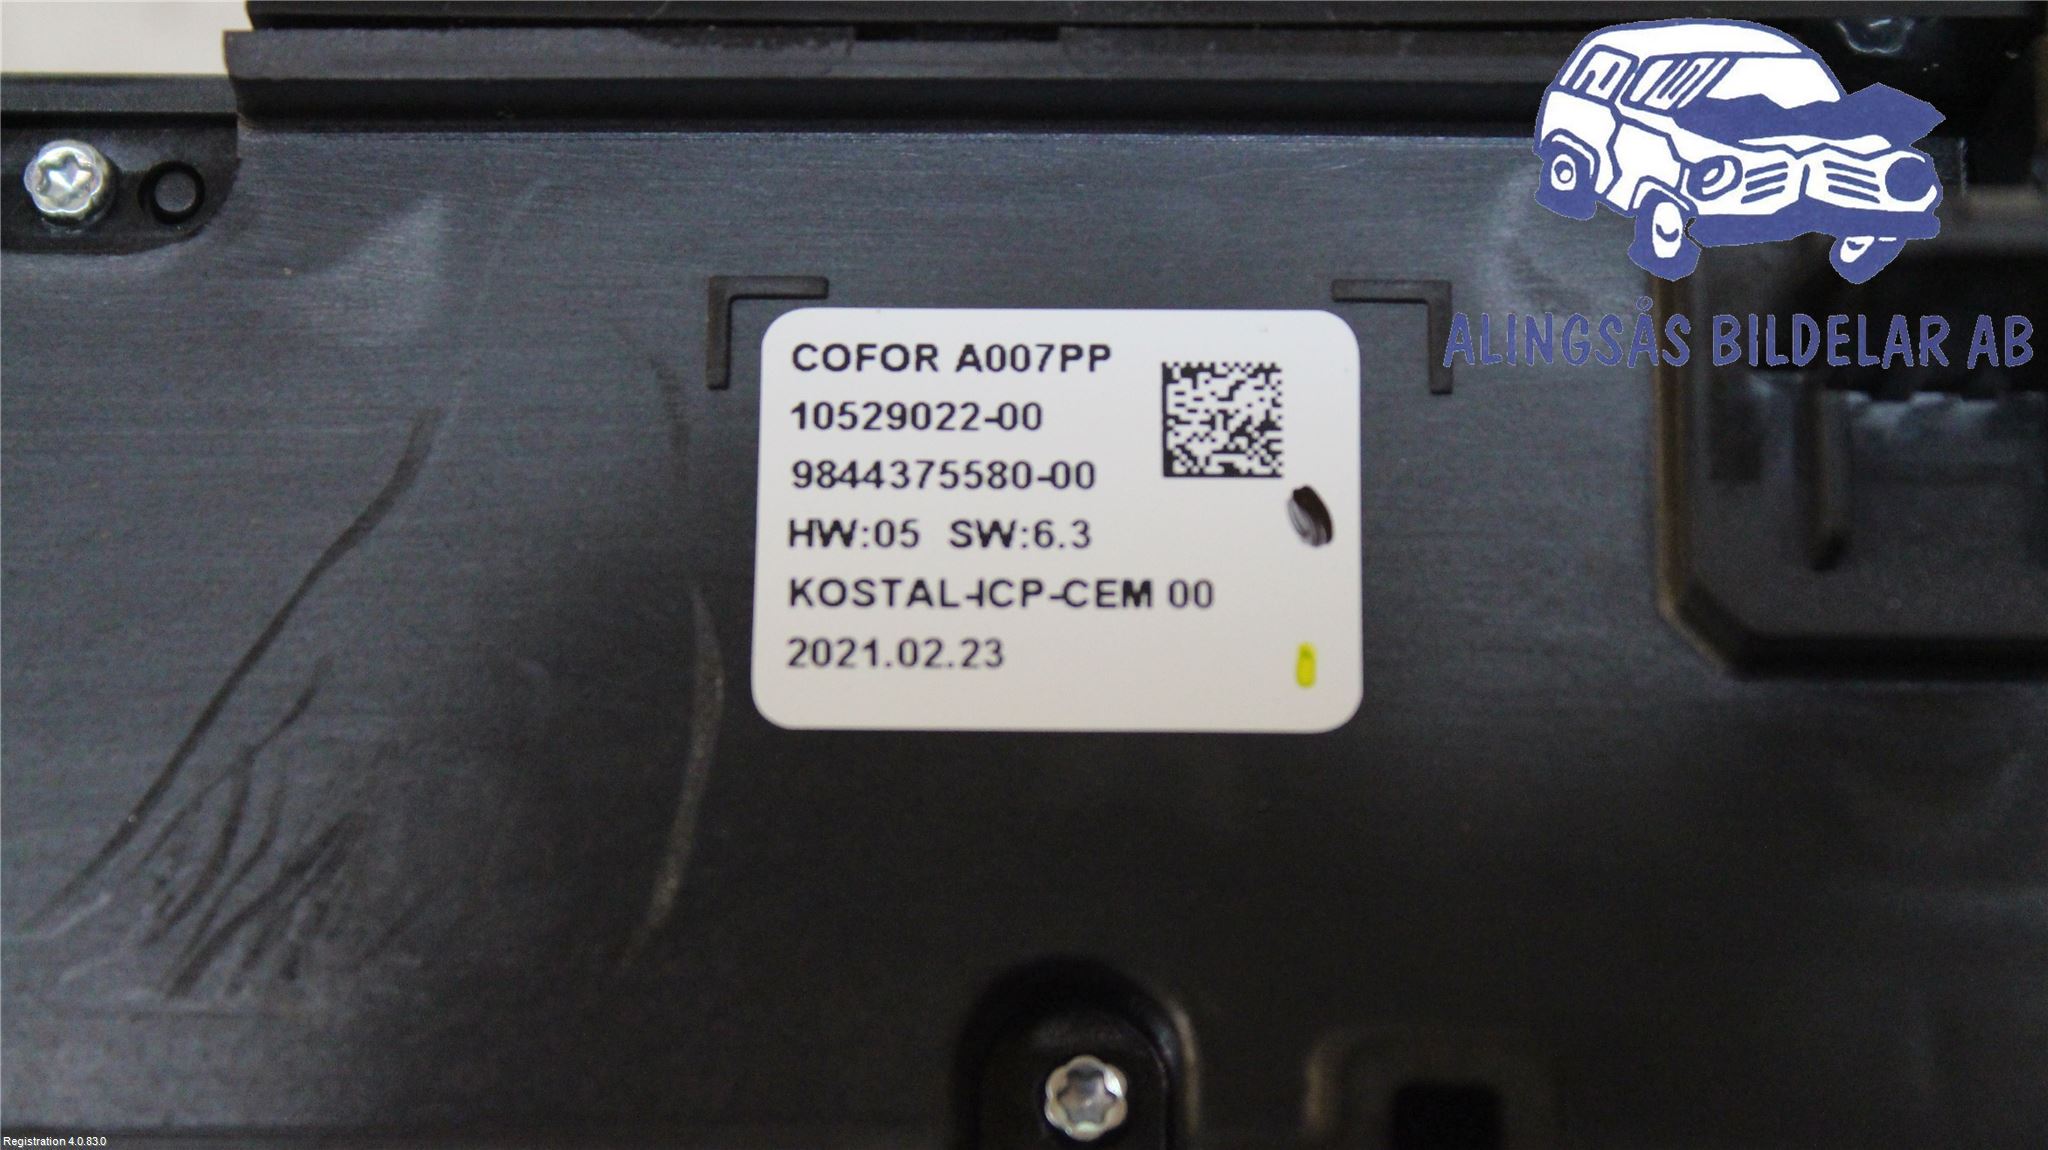 ALINGSÅS BILDELAR AB
COFOR A007PP
10529022-00
9844375580-00
HW:05 SW:6.3
KOSTAL-ICP-CEM 00
2021.02.23
Registration 4.0.83.0